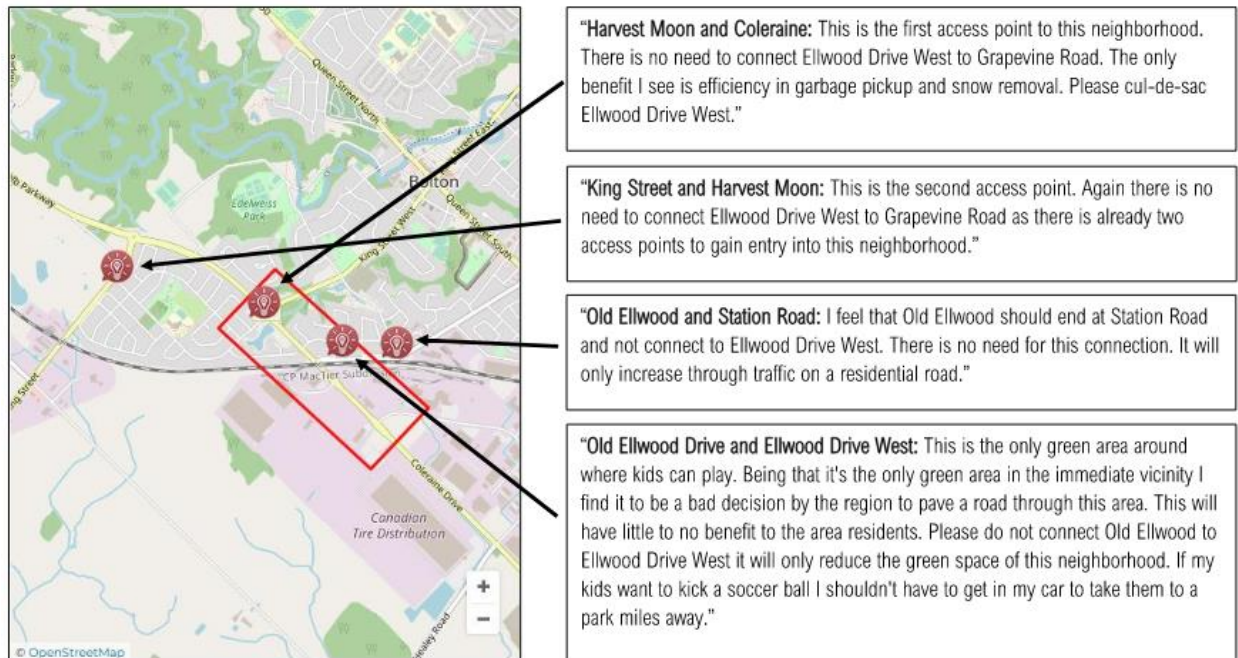 Queen Street North
King Street East
Bolton
Edelweiss
Park
Parkway
King Street West
Queen Street South
CP MacTier Subdivision
Street
Coleraine Drive
Canadian
Tire Distribution
Healey Road
+
−
© OpenStreetMap
“Harvest Moon and Coleraine: This is the first access point to this neighborhood.
There is no need to connect Ellwood Drive West to Grapevine Road. The only
benefit I see is efficiency in garbage pickup and snow removal. Please cul-de-sac
Ellwood Drive West.”
“King Street and Harvest Moon: This is the second access point. Again there is no
need to connect Ellwood Drive West to Grapevine Road as there is already two
access points to gain entry into this neighborhood.”
“Old Ellwood and Station Road: I feel that Old Ellwood should end at Station Road
and not connect to Ellwood Drive West. There is no need for this connection. It will
only increase through traffic on a residential road.”
“Old Ellwood Drive and Ellwood Drive West: This is the only green area around
where kids can play. Being that it's the only green area in the immediate vicinity I
find it to be a bad decision by the region to pave a road through this area. This will
have little to no benefit to the area residents. Please do not connect Old Ellwood to
Ellwood Drive West it will only reduce the green space of this neighborhood. If my
kids want to kick a soccer ball I shouldn't have to get in my car to take them to a
park miles away.”